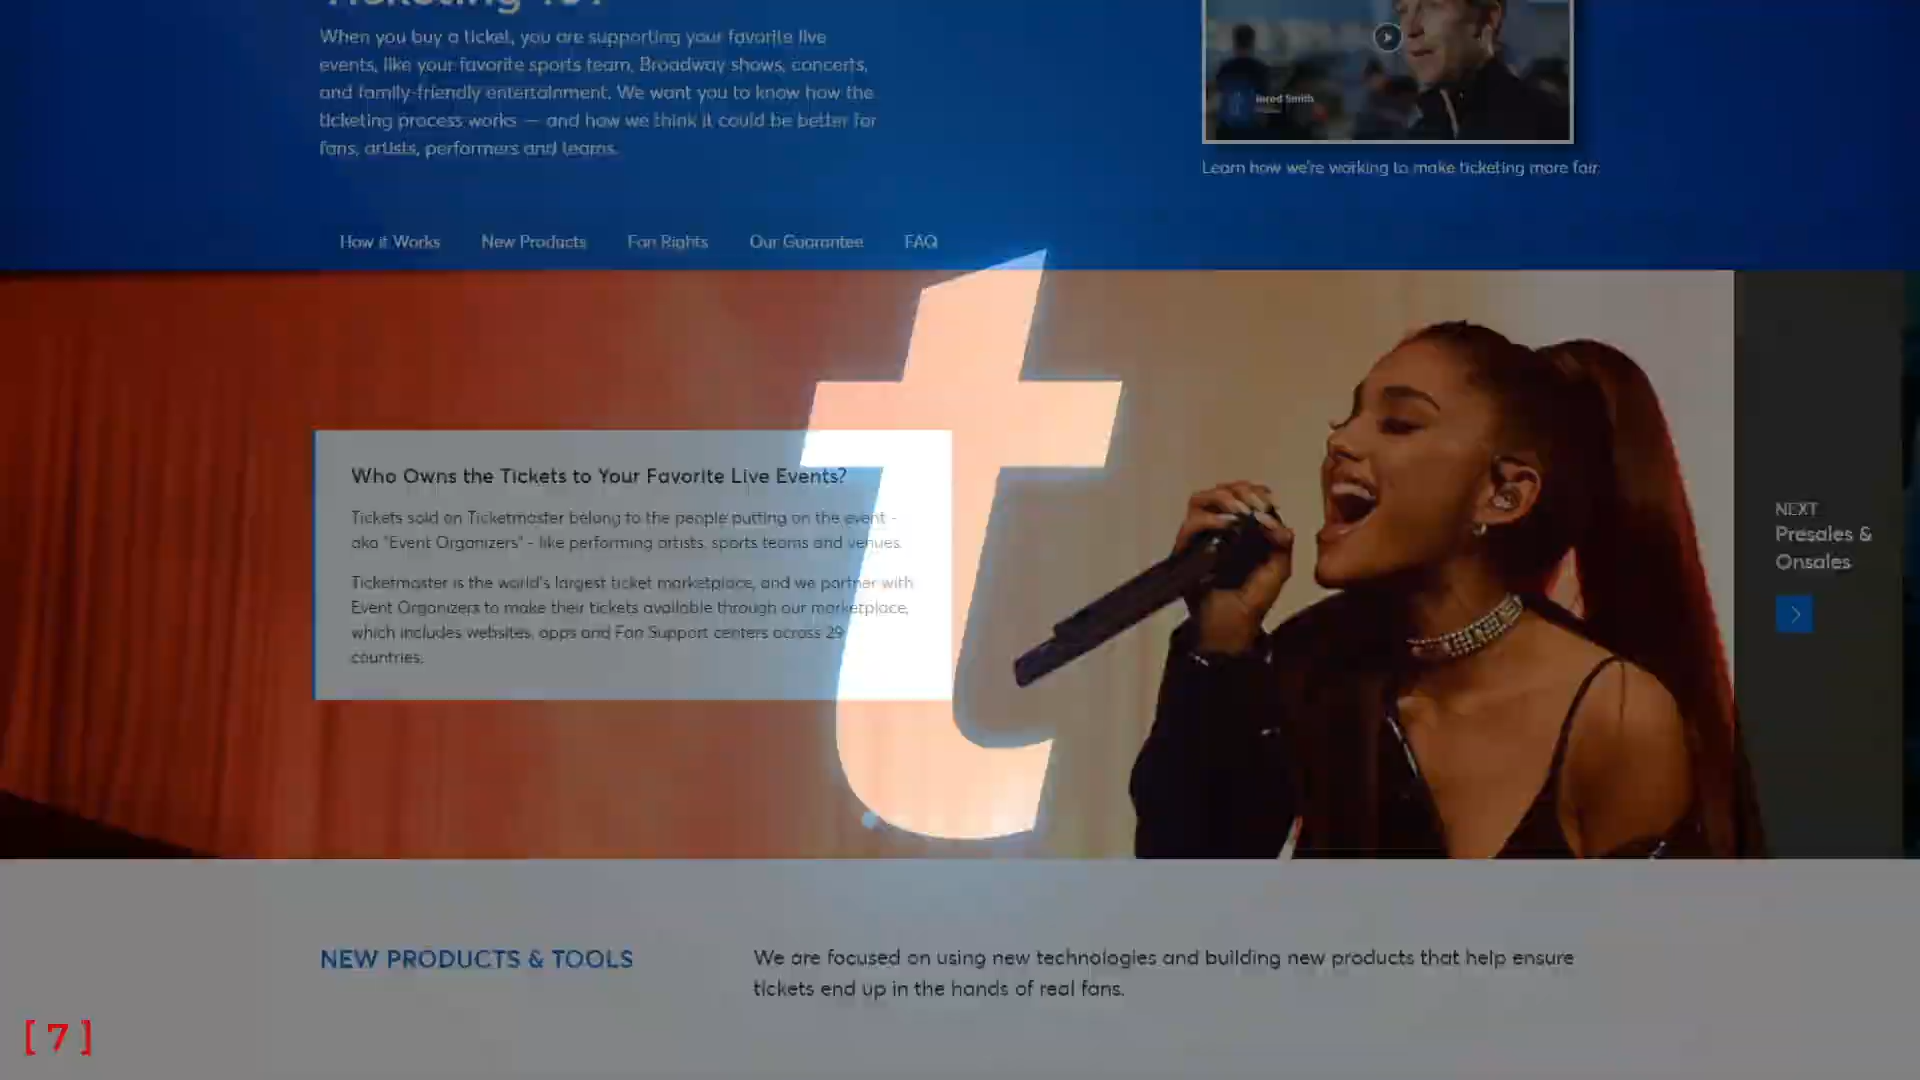 Ticketing 101
When you buy a ticket, you are supporting your favorite live
events, like your favorite sports team, Broadway shows, concerts,
and family-friendly entertainment. We want you to know how the
ticketing process works — and how we think it could be better for
fans, artists, performers and teams.
Jared Smith
Learn how we're working to make ticketing more fair.
How it Works New Products Fan Rights Our Guarantee FAQ
t
Who Owns the Tickets to Your Favorite Live Events?
Tickets sold on Ticketmaster belong to the people putting on the event -
aka "Event Organizers" - like performing artists, sports teams and venues.
Ticketmaster is the world's largest ticket marketplace, and we partner with
Event Organizers to make their tickets available through our marketplace,
which includes websites, apps and Fan Support centers across 29
countries.
NEXT
Presales &
Onsales
NEW PRODUCTS & TOOLS
We are focused on using new technologies and building new products that help ensure
tickets end up in the hands of real fans.
[7]